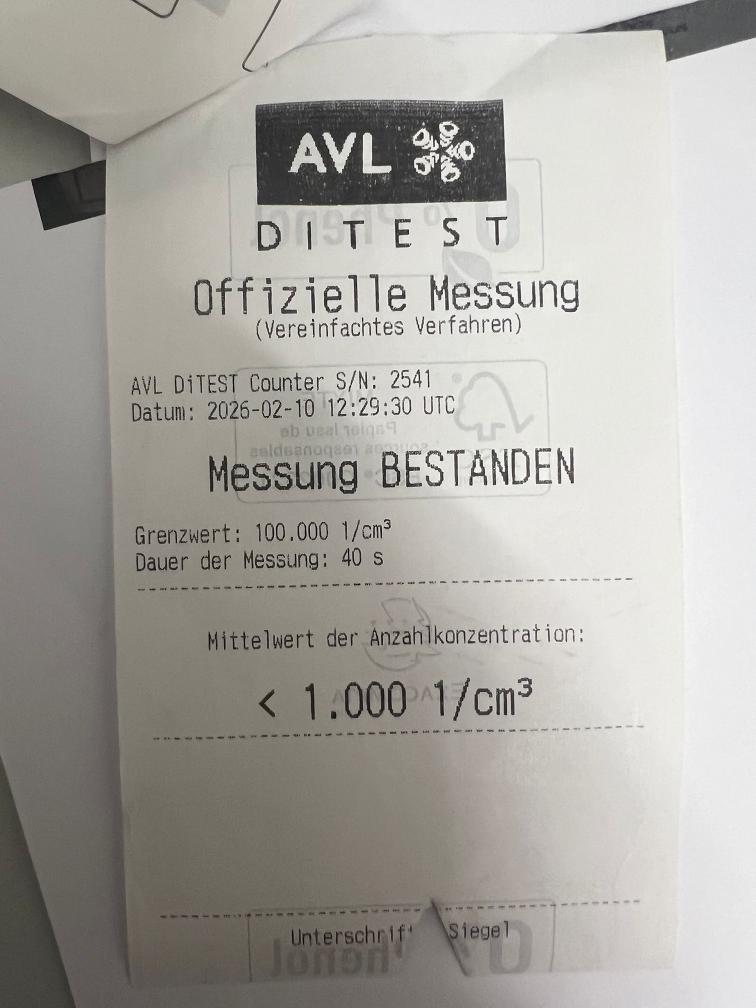 AVL
DITEST
Offizielle Messung
(Vereinfachtes Verfahren)
AVL DiTEST Counter S/N: 2541
Datum: 2026-02-10 12:29:30 UTC
Messung BESTANDEN
Grenzwert: 100.000 1/cm³
Dauer der Messung: 40 s
Mittelwert der Anzahlkonzentration:
< 1.000 1/cm³
Unterschrif Siegel